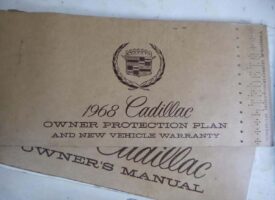 1968 Cadillac
OWNER PROTECTION PLAN
AND NEW VEHICLE WARRANTY
Cadillac
OWNER'S MANUAL